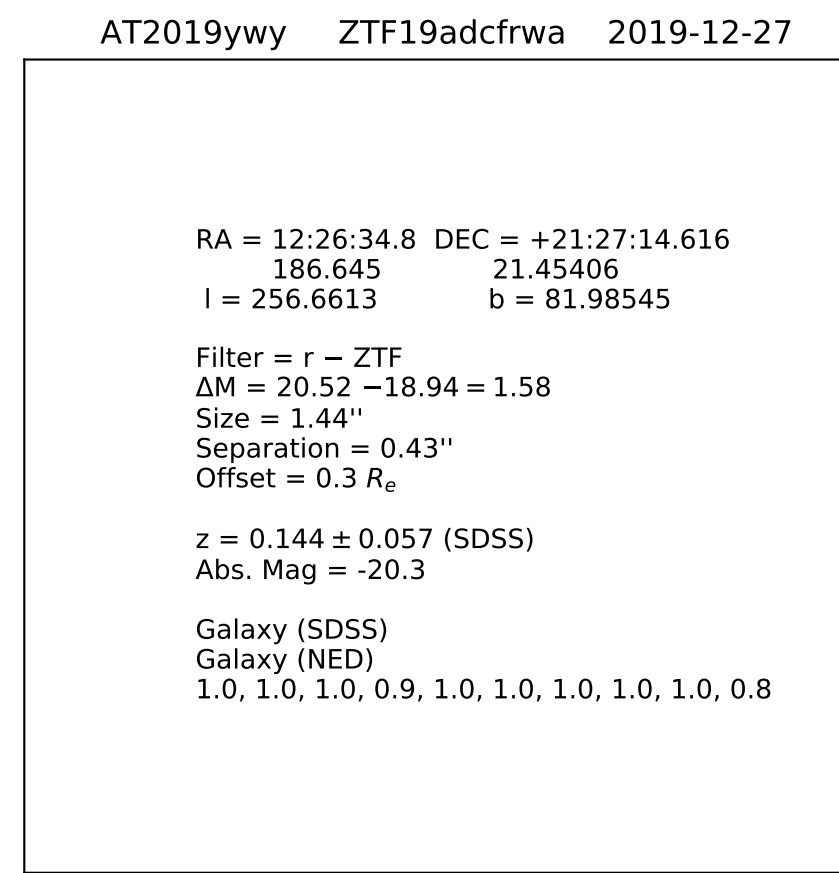 AT2019ywy ZTF19adcfrwa 2019-12-27
RA = 12:26:34.8 DEC = +21:27:14.616
186.645 21.45406
l = 256.6613 b = 81.98545
Filter = r − ZTF
ΔM = 20.52 −18.94 = 1.58
Size = 1.44''
Separation = 0.43''
Offset = 0.3 Re
z = 0.144 ± 0.057 (SDSS)
Abs. Mag = -20.3
Galaxy (SDSS)
Galaxy (NED)
1.0, 1.0, 1.0, 0.9, 1.0, 1.0, 1.0, 1.0, 1.0, 0.8